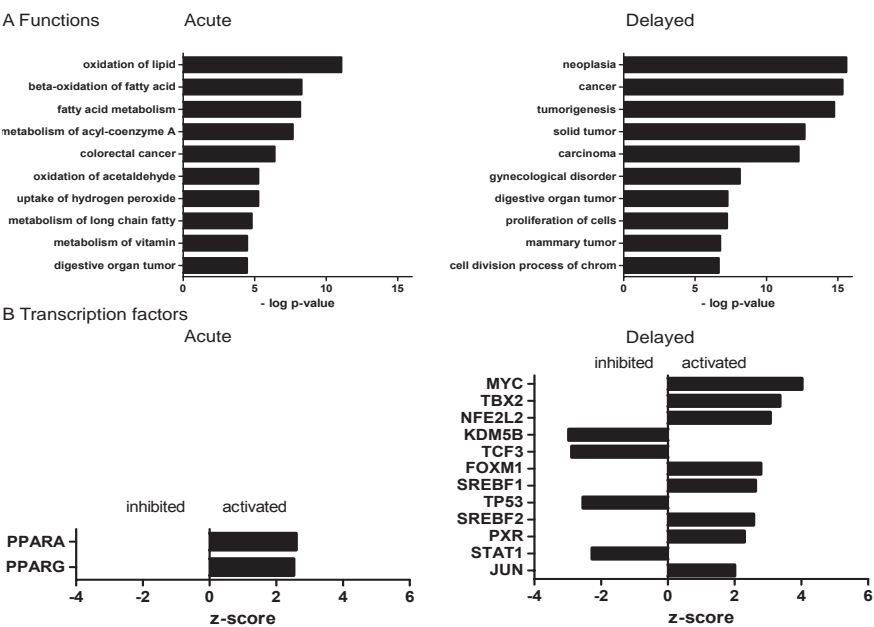 A Functions
Acute
Delayed
oxidation of lipid
beta-oxidation of fatty acid
fatty acid metabolism
metabolism of acyl-coenzyme A
colorectal cancer
oxidation of acetaldehyde
uptake of hydrogen peroxide
metabolism of long chain fatty
metabolism of vitamin
digestive organ tumor
0 5 10 15
- log p-value
neoplasia
cancer
tumorigenesis
solid tumor
carcinoma
gynecological disorder
digestive organ tumor
proliferation of cells
mammary tumor
cell division process of chrom
0 5 10 15
- log p-value
B Transcription factors
Acute
inhibited activated
PPARA
PPARG
-4 -2 0 2 4 6
z-score
Delayed
inhibited activated
MYC
TBX2
NFE2L2
KDM5B
TCF3
FOXM1
SREBF1
TP53
SREBF2
PXR
STAT1
JUN
-4 -2 0 2 4 6
z-score